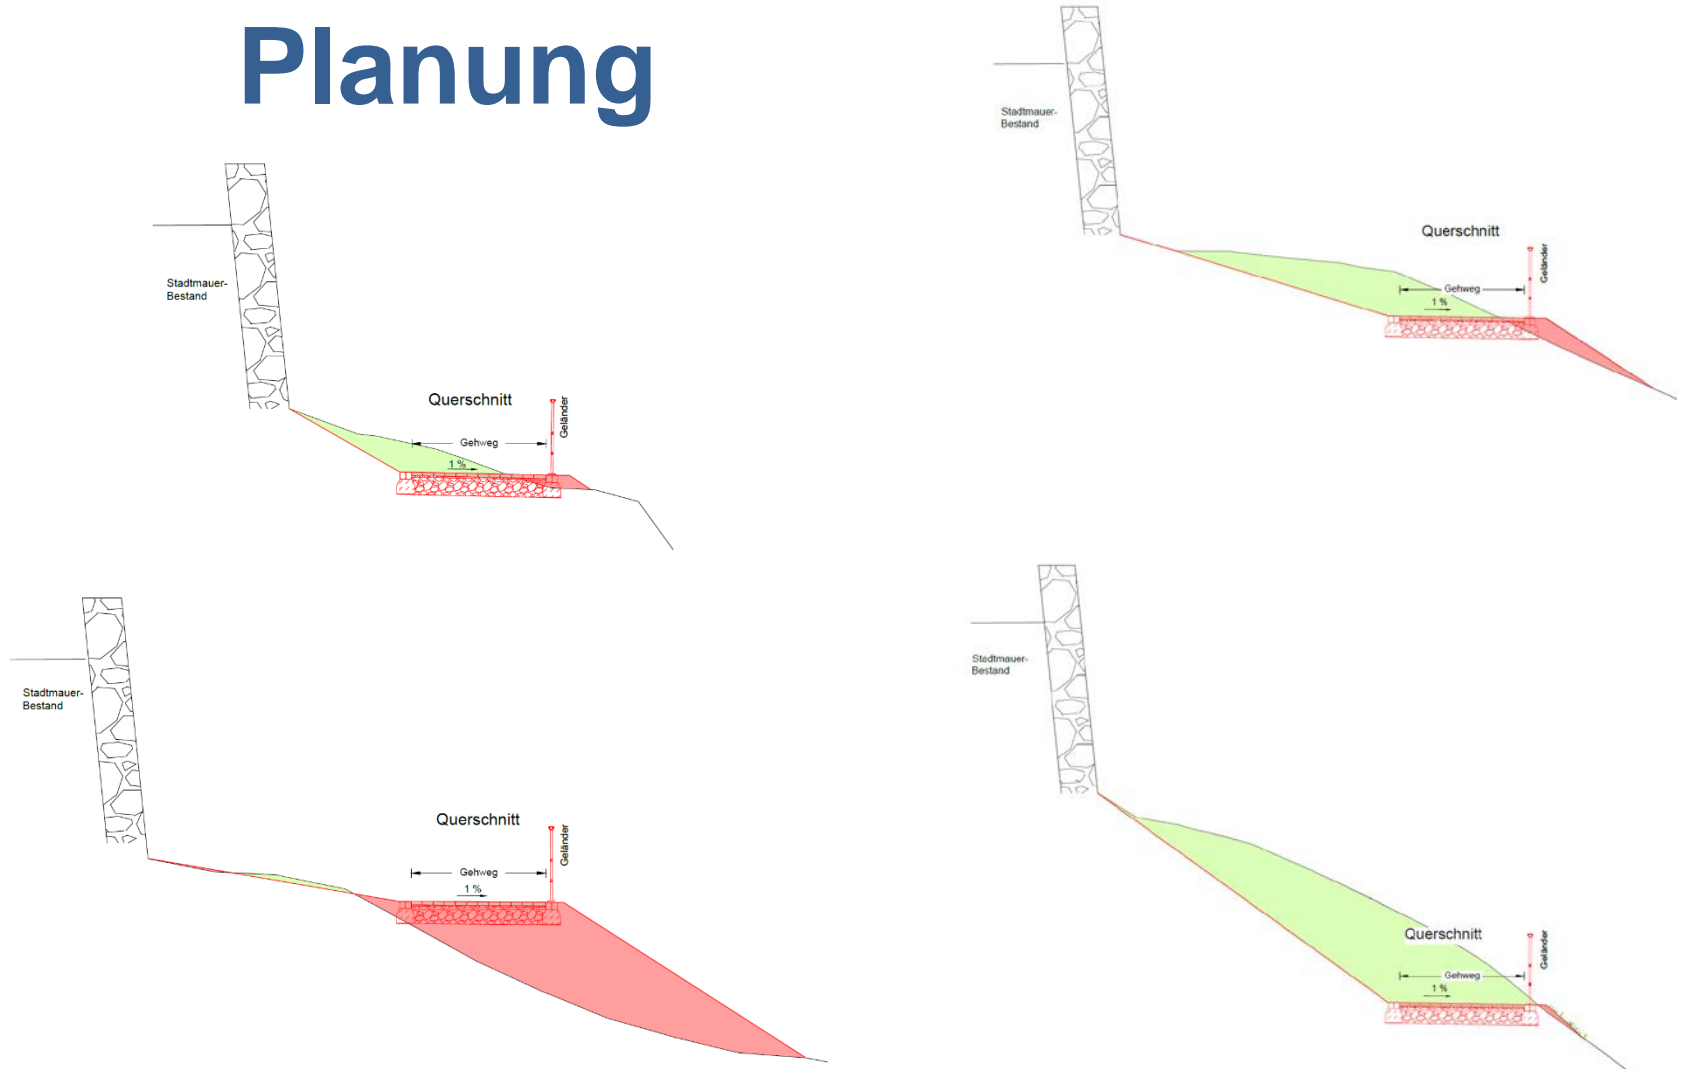 Planung
Stadtmauer-
Bestand
Querschnitt
Geländer
Gehweg
1 %
Stadtmauer-
Bestand
Querschnitt
Geländer
Gehweg
1 %
Stadtmauer-
Bestand
Querschnitt
Geländer
Gehweg
1 %
Stadtmauer-
Bestand
Querschnitt
Geländer
Gehweg
1 %